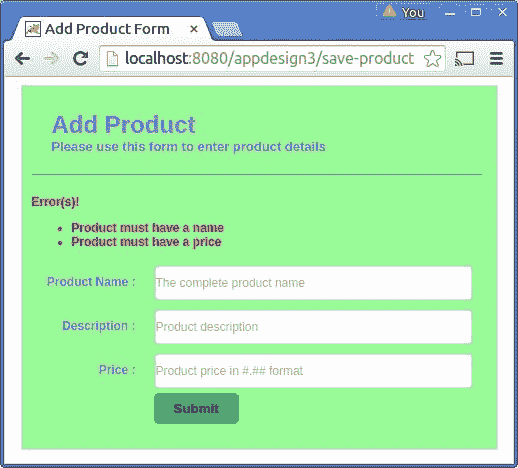 You
Add Product Form
localhost:8080/appdesign3/save-product
Add Product
Please use this form to enter product details
Error(s)!
Product must have a name
Product must have a price
Product Name :
The complete product name
Description :
Product description
Price :
Product price in #.## format
Submit